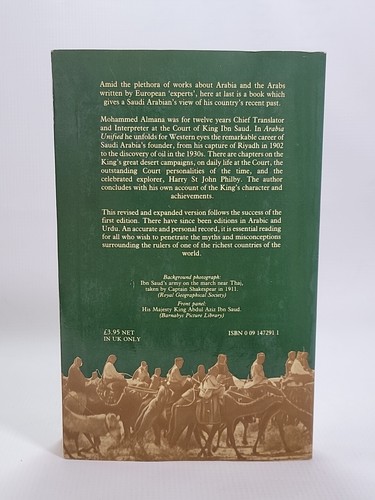 Amid the plethora of works about Arabia and the Arabs
written by European 'experts', here at last is a book which
gives a Saudi Arabian's view of his country's recent past.
Mohammed Almana was for twelve years Chief Translator
and Interpreter at the Court of King Ibn Saud. In Arabia
Unified he unfolds for Western eyes the remarkable career of
Saudi Arabia's founder, from his capture of Riyadh in 1902
to the discovery of oil in the 1930s. There are chapters on the
King's great desert campaigns, on daily life at the Court, the
outstanding Court personalities of the time, and the
celebrated explorer, Harry St John Philby. The author
concludes with his own account of the King's character and
achievements.
This revised and expanded version follows the success of the
first edition. There have since been editions in Arabic and
Urdu. An accurate and personal record, it is essential reading
for all who wish to penetrate the myths and misconceptions
surrounding the rulers of one of the richest countries of the
world.
Background photograph:
Ibn Saud's army on the march near Thaj,
taken by Captain Shakespear in 1911.
(Royal Geographical Society)
Front panel:
His Majesty King Abdul Aziz Ibn Saud.
(Barnabys Picture Library)
£5.95 NET
IN UK ONLY
ISBN 0 09 147291 1